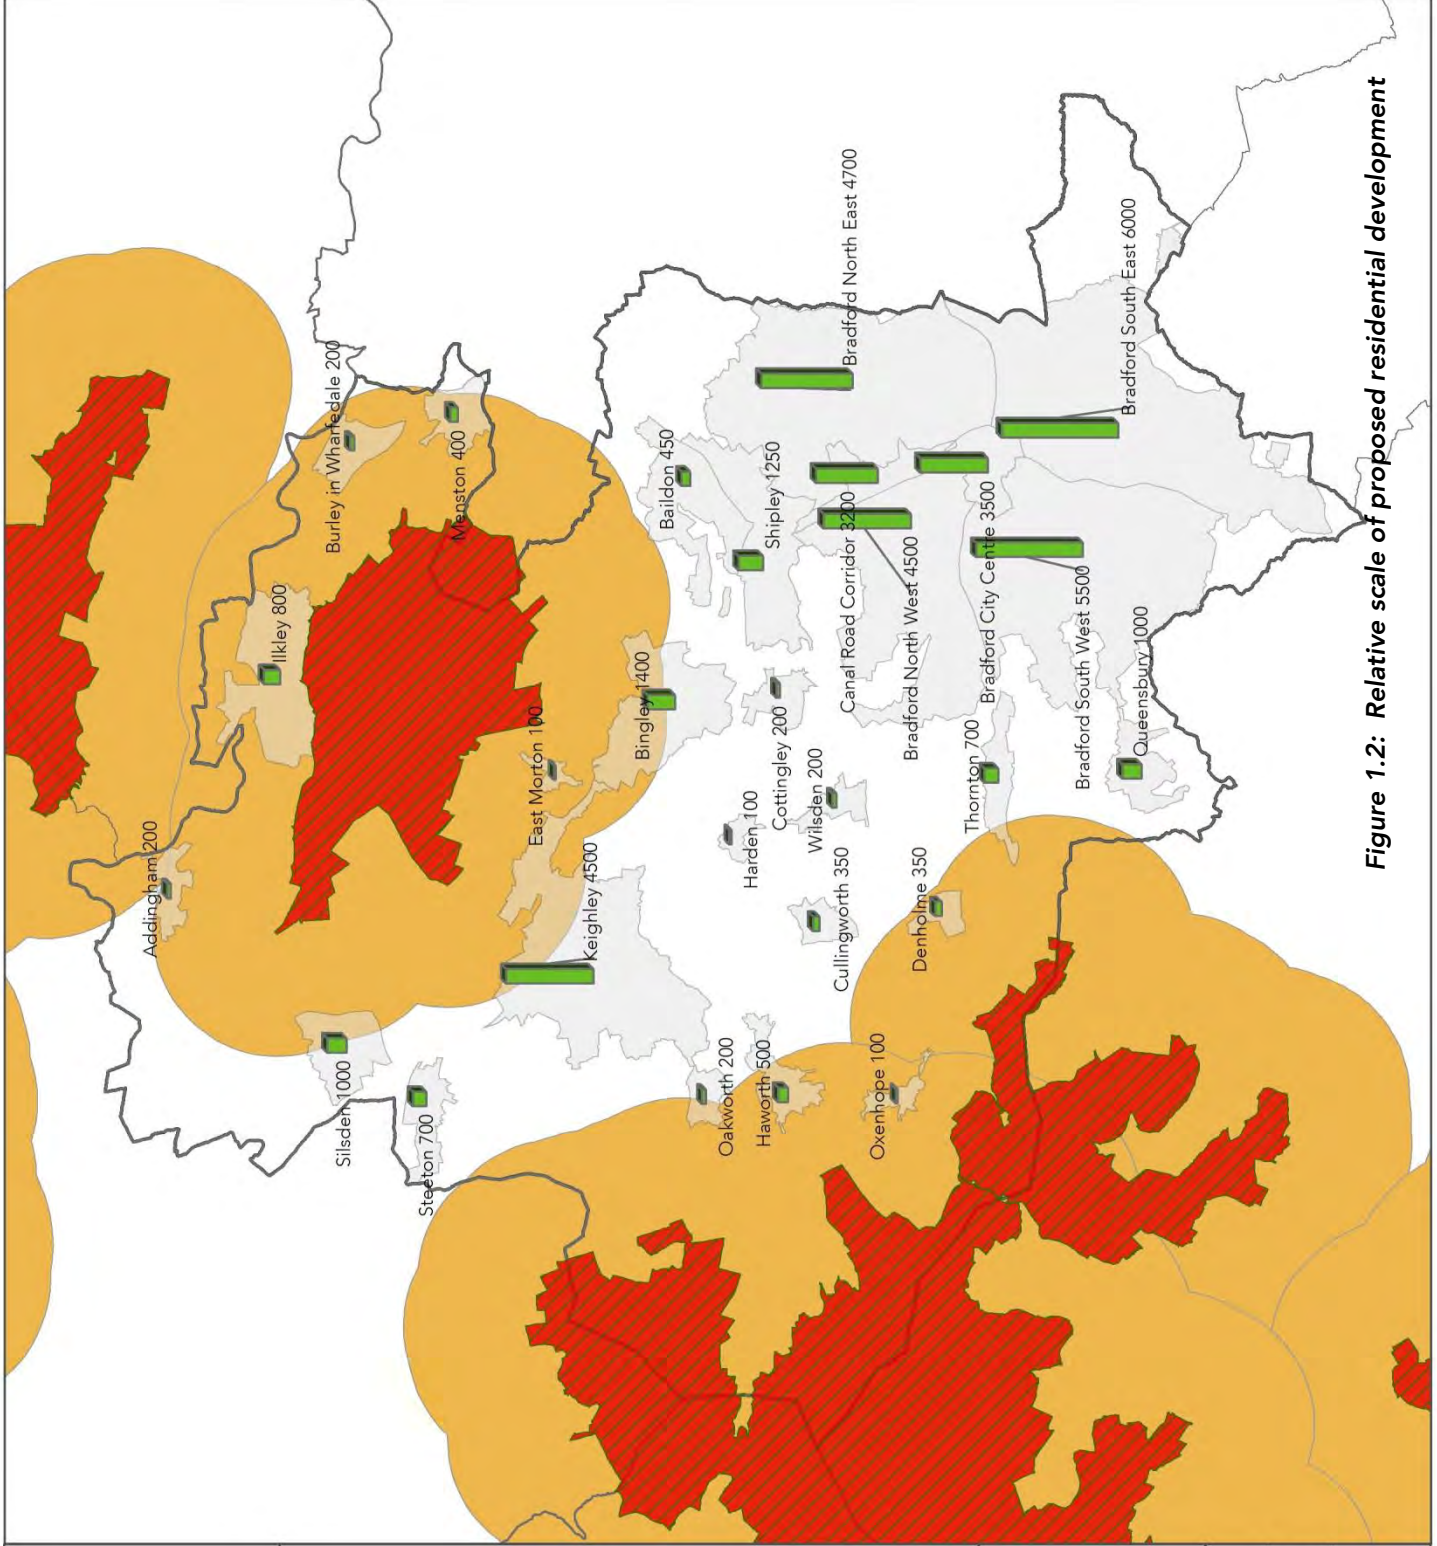 Addingham 200
Silsden 1000
Steeton 700
Ilkley 800
Burley in Wharfedale 200
Menston 400
East Morton 100
Keighley 4500
Bingley 1400
Baildon 450
Shipley 1250
Bradford North East 4700
Oakworth 200
Haworth 500
Harden 100
Cottingley 200
Wilsden 200
Cullingworth 350
Canal Road Corridor 3200
Oxenhope 100
Denholme 350
Bradford North West 4500
Thornton 700
Bradford City Centre 3500
Bradford South West 5500
Queensbury 1000
Bradford South East 6000
Figure 1.2: Relative scale of proposed residential development